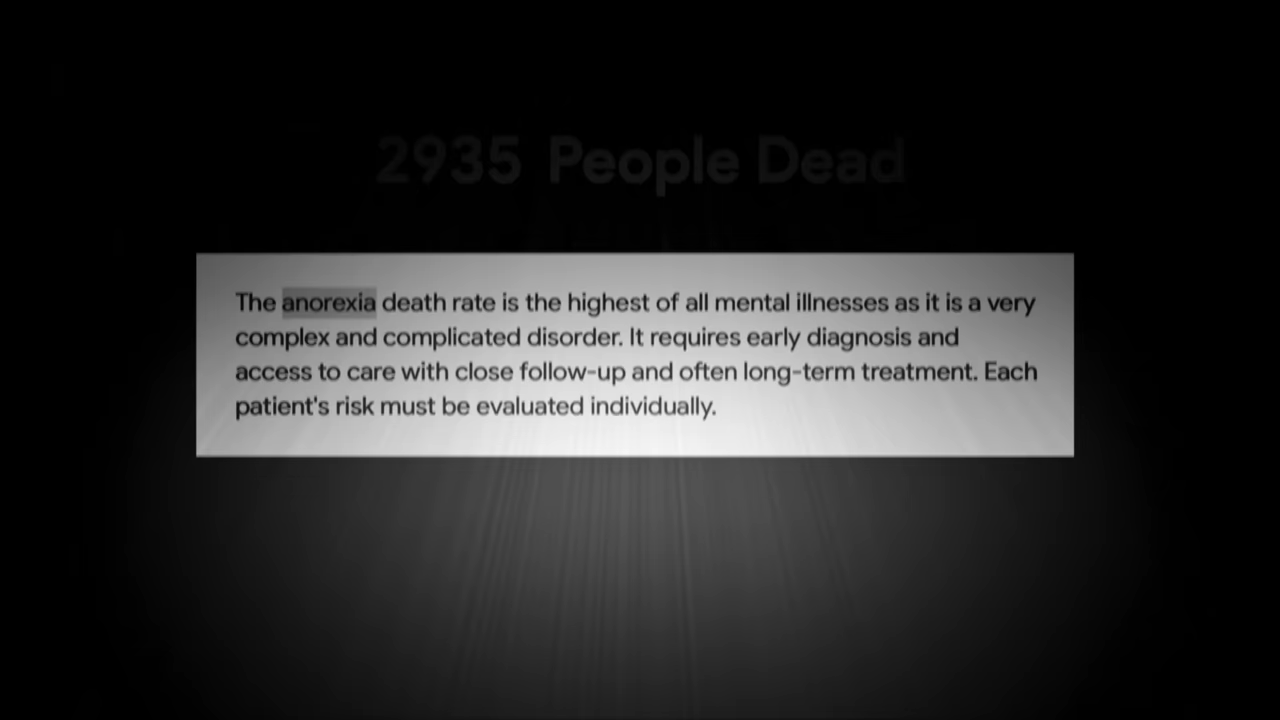 2935 People Dead
The anorexia death rate is the highest of all mental illnesses as it is a very
complex and complicated disorder. It requires early diagnosis and
access to care with close follow-up and often long-term treatment. Each
patient's risk must be evaluated individually.